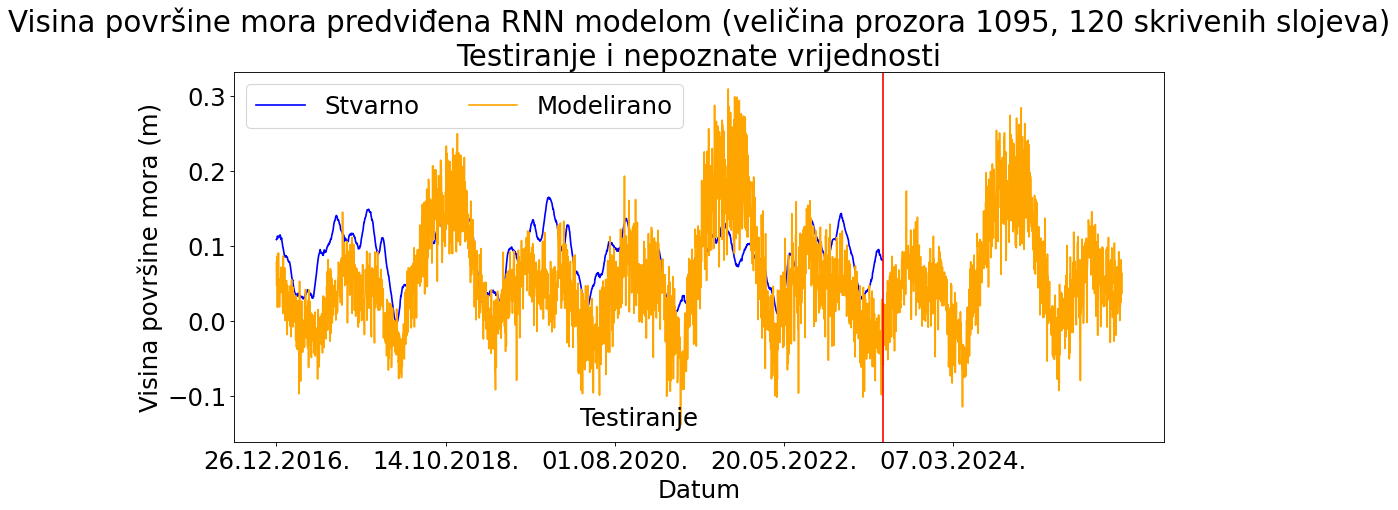 Visina površine mora predviđena RNN modelom (veličina prozora 1095, 120 skrivenih slojeva)
Testiranje i nepoznate vrijednosti
Stvarno
Modelirano
Visina površine mora (m)
0.3
0.2
0.1
0.0
−0.1
Testiranje
26.12.2016.
14.10.2018.
01.08.2020.
20.05.2022.
07.03.2024.
Datum